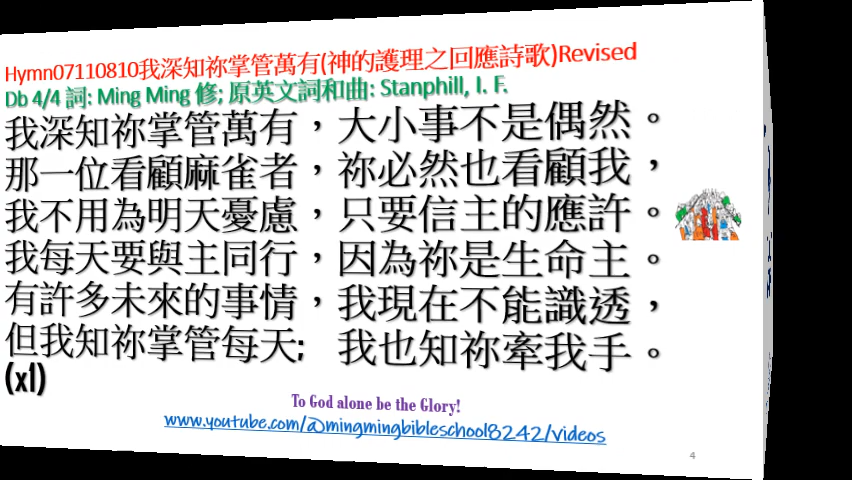 Hymn07110810我深知祢掌管萬有(神的護理之回應詩歌)Revised
Db 4/4 詞: Ming Ming 修; 原英文詞和曲: Stanphill, I. F.
我深知祢掌管萬有，大小事不是偶然。
那一位看顧麻雀者，祢必然也看顧我，
我不用為明天憂慮，只要信主的應許。
我每天要與主同行，因為祢是生命主。
有許多未來的事情，我現在不能識透，
但我知祢掌管每天; 我也知祢牽我手。
(x1)
To God alone be the Glory!
www.youtube.com/@mingmingbibleschool8242/videos
4